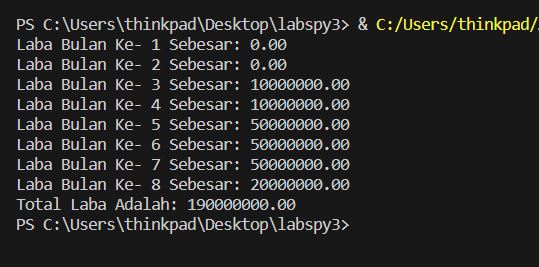 PS C:\Users\thinkpad\Desktop\labspy3> & C:/Users/thinkpad/
Laba Bulan Ke- 1 Sebesar: 0.00
Laba Bulan Ke- 2 Sebesar: 0.00
Laba Bulan Ke- 3 Sebesar: 10000000.00
Laba Bulan Ke- 4 Sebesar: 10000000.00
Laba Bulan Ke- 5 Sebesar: 50000000.00
Laba Bulan Ke- 6 Sebesar: 50000000.00
Laba Bulan Ke- 7 Sebesar: 50000000.00
Laba Bulan Ke- 8 Sebesar: 20000000.00
Total Laba Adalah: 190000000.00
PS C:\Users\thinkpad\Desktop\labspy3>